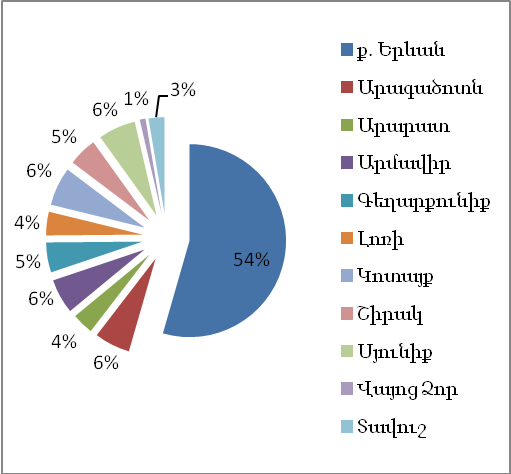 3%
1%
6%
5%
6%
4%
5%
6%
4%
6%
54%
ք. Երևան
Արագածոտն
Արարատ
Արմավիր
Գեղարքունիք
Լոռի
Կոտայք
Շիրակ
Սյունիք
Վայոց Ձոր
Տավուշ